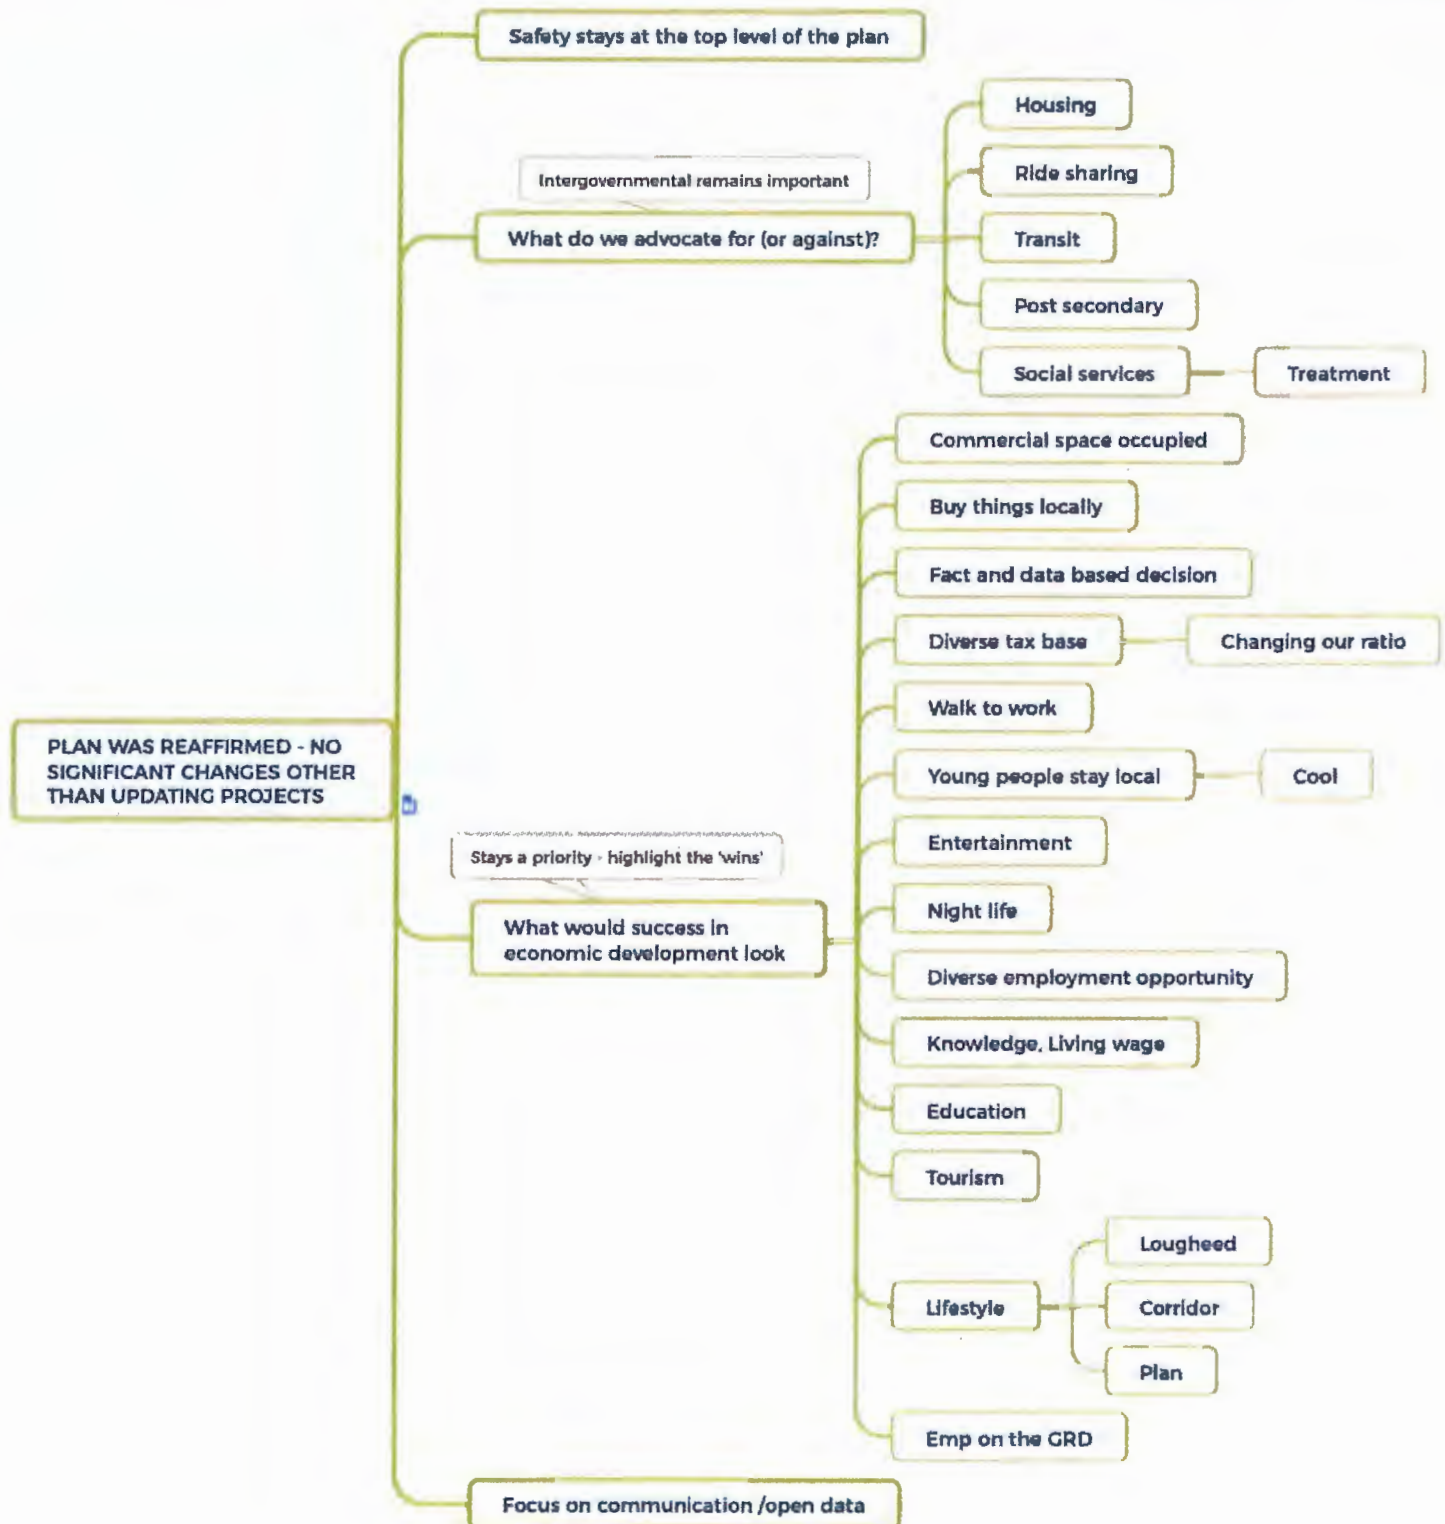 Safety stays at the top level of the plan
Housing
Ride sharing
Intergovernmental remains important
What do we advocate for (or against)?
Transit
Post secondary
Social services
Treatment
Commercial space occupied
Buy things locally
Fact and data based decision
Diverse tax base
Changing our ratio
Walk to work
PLAN WAS REAFFIRMED - NO
SIGNIFICANT CHANGES OTHER
THAN UPDATING PROJECTS
Young people stay local
Cool
Entertainment
Stays a priority - highlight the 'wins'
Night life
What would success in
economic development look
Diverse employment opportunity
Knowledge, Living wage
Education
Tourism
Lougheed
Lifestyle
Corridor
Plan
Emp on the GRD
Focus on communication /open data